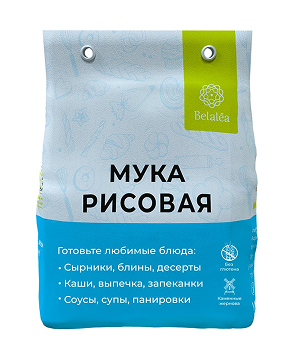 Belaléa
МУКА
РИСОВАЯ
Готовьте любимые блюда:
• Сырники, блины, десерты
• Каши, выпечка, запеканки
• Соусы, супы, панировки
Без
глютена
Каменные
жернова